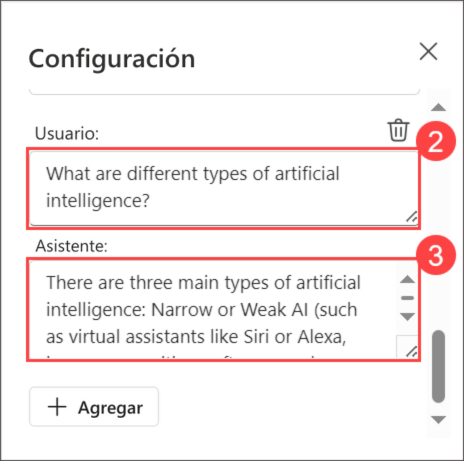 Configuración
Usuario:
2
What are different types of artificial
intelligence?
Asistente:
3
There are three main types of artificial
intelligence: Narrow or Weak AI (such
as virtual assistants like Siri or Alexa,
Agregar